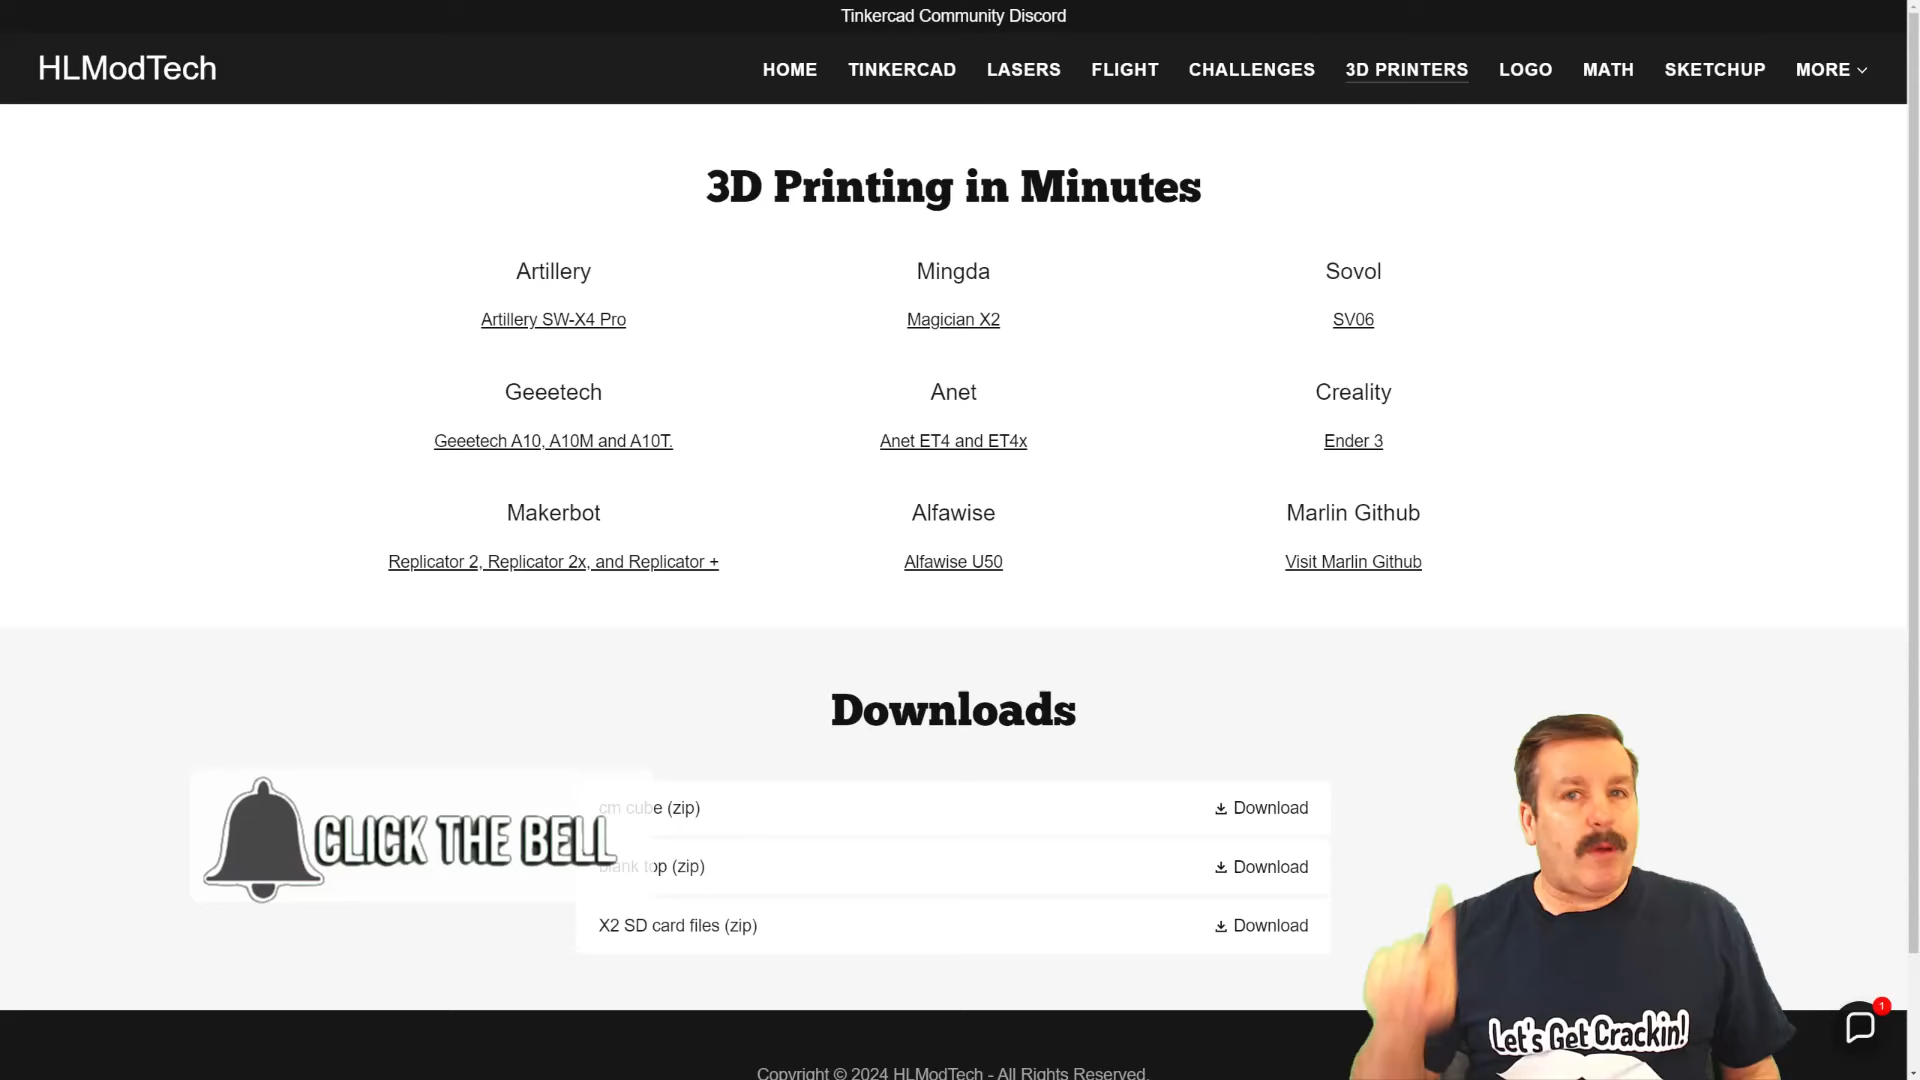 Tinkercad Community Discord
HLModTech
HOME TINKERCAD LASERS FLIGHT CHALLENGES 3D PRINTERS LOGO MATH SKETCHUP MORE
3D Printing in Minutes
Artillery Mingda Sovol
Artillery SW-X4 Pro Magician X2 SV06
Geeetech Anet Creality
Geeetech A10, A10M and A10T. Anet ET4 and ET4x Ender 3
Makerbot Alfawise Marlin Github
Replicator 2, Replicator 2x, and Replicator + Alfawise U50 Visit Marlin Github
Downloads
cm cube (zip) Download
CLICK THE BELL
blank top (zip) Download
X2 SD card files (zip) Download
Let's Get Crackin!
1
Copyright © 2024 HLModTech - All Rights Reserved.